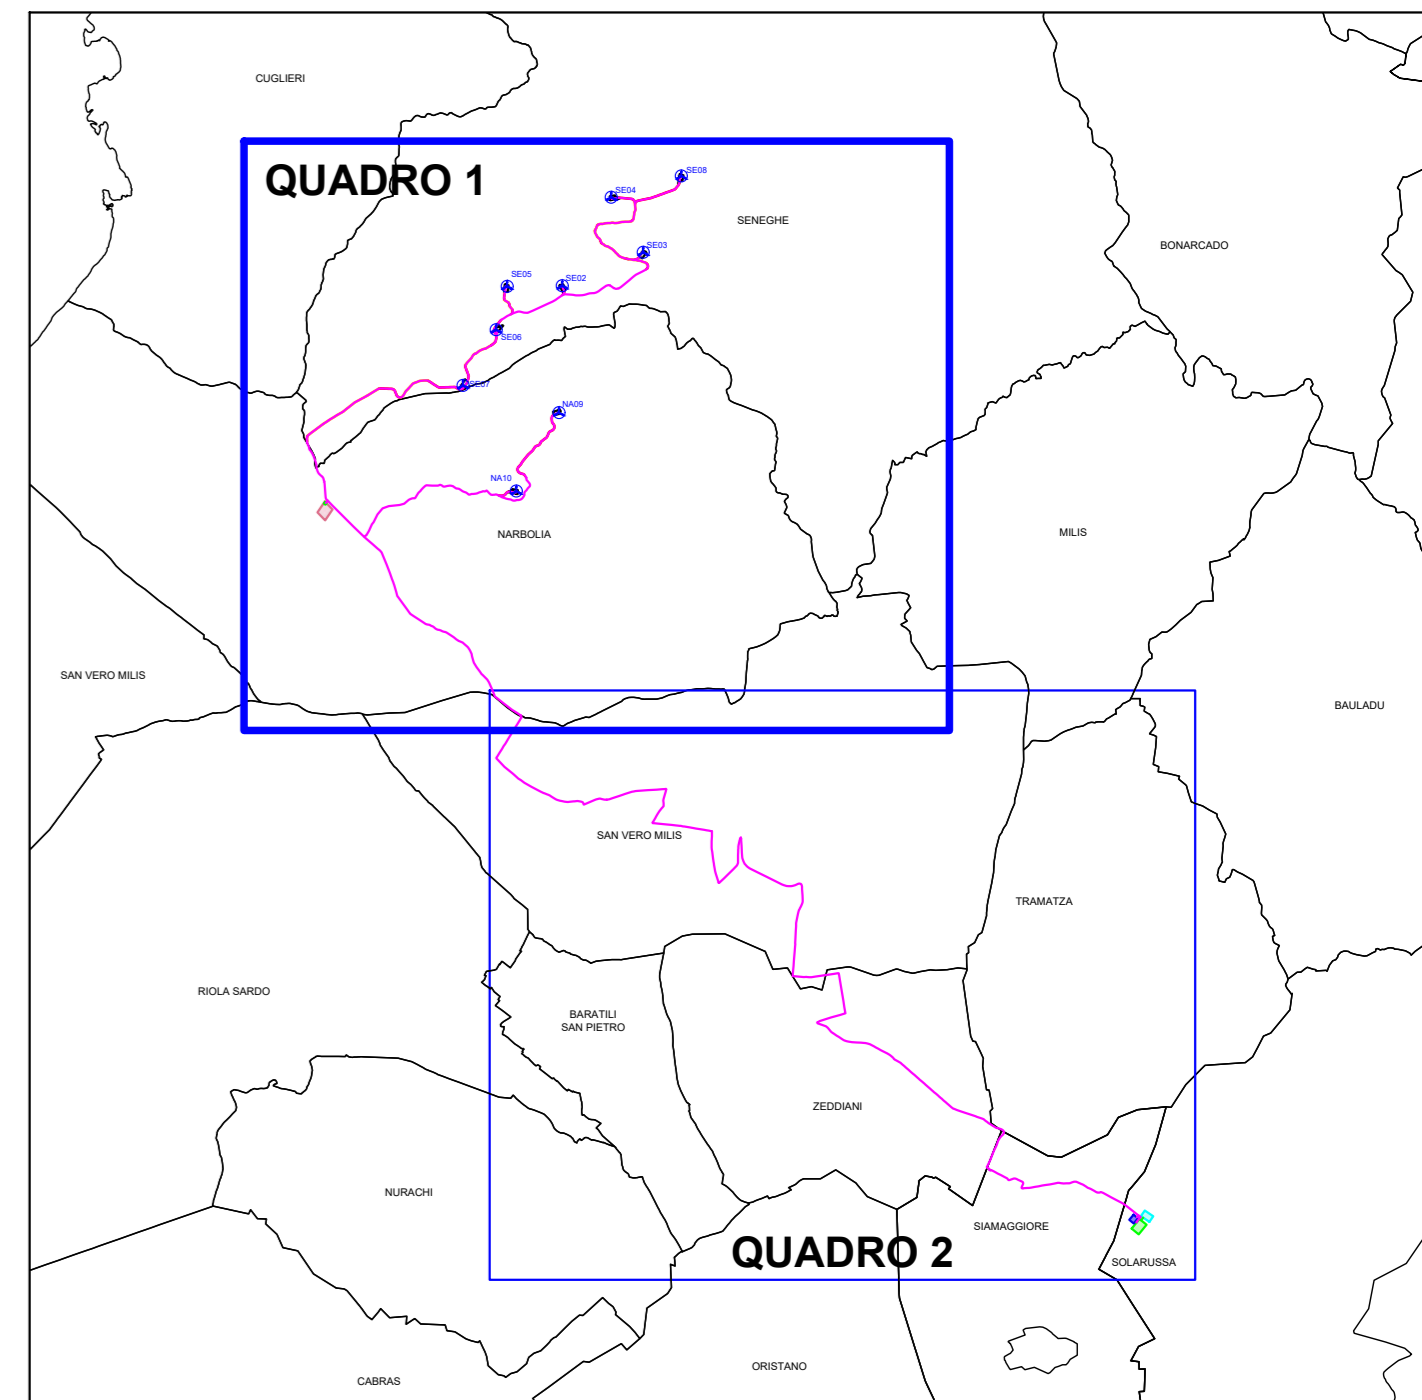 CUGLIERI
QUADRO 1
SE08
SE04
SENEGHE
BONARCADO
SE03
SE05
SE02
SE06
SE07
NA09
NA10
NARBOLIA
MILIS
SAN VERO MILIS
BAULADU
SAN VERO MILIS
TRAMATZA
RIOLA SARDO
BARATILI
SAN PIETRO
ZEDDIANI
NURACHI
SIAMAGGIORE
QUADRO 2
SOLARUSSA
ORISTANO
CABRAS